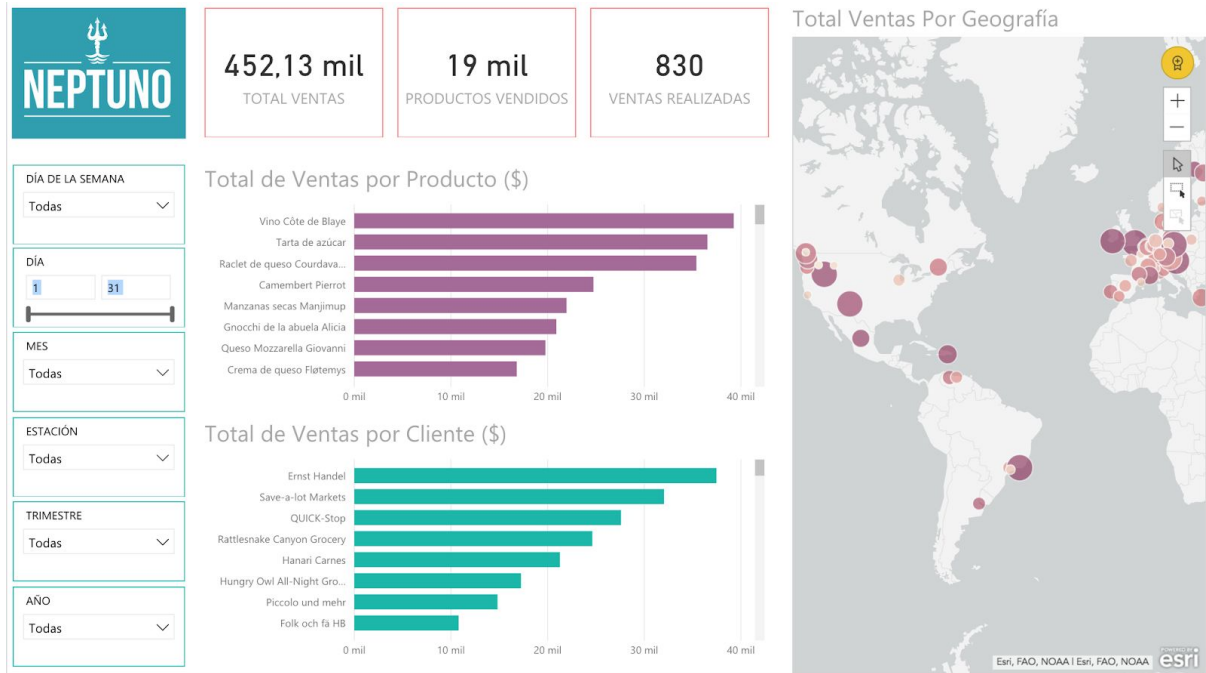 NEPTUNO
452,13 mil
TOTAL VENTAS
19 mil
PRODUCTOS VENDIDOS
830
VENTAS REALIZADAS
Total Ventas Por Geografía
DÍA DE LA SEMANA
Todas
DÍA
1 31
MES
Todas
ESTACIÓN
Todas
TRIMESTRE
Todas
AÑO
Todas
Total de Ventas por Producto ($)
Vino Côte de Blaye
Tarta de azúcar
Raclet de queso Courdava...
Camembert Pierrot
Manzanas secas Manjimup
Gnocchi de la abuela Alicia
Queso Mozzarella Giovanni
Crema de queso Fløtemys
0 mil 10 mil 20 mil 30 mil 40 mil
Total de Ventas por Cliente ($)
Ernst Handel
Save-a-lot Markets
QUICK-Stop
Rattlesnake Canyon Grocery
Hanari Carnes
Hungry Owl All-Night Gro...
Piccolo und mehr
Folk och fä HB
0 mil 10 mil 20 mil 30 mil 40 mil
Esri, FAO, NOAA | Esri, FAO, NOAA
POWERED BY
esri